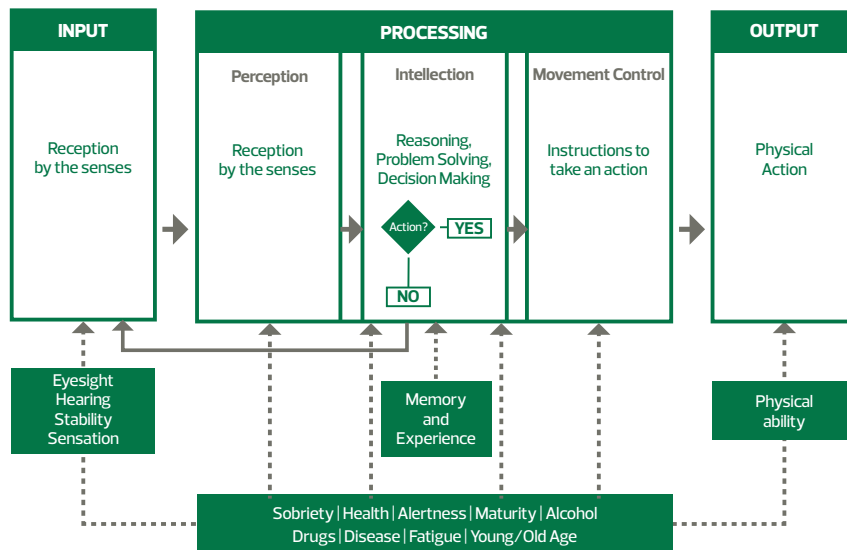 INPUT
PROCESSING
OUTPUT
Perception
Intellection
Movement Control
Reception
by the senses
Reception
by the senses
Reasoning,
Problem Solving,
Decision Making
Instructions to
take an action
Physical
Action
Action?
YES
NO
Eyesight
Hearing
Stability
Sensation
Memory
and
Experience
Physical
ability
Sobriety | Health | Alertness | Maturity | Alcohol
Drugs | Disease | Fatigue | Young/Old Age